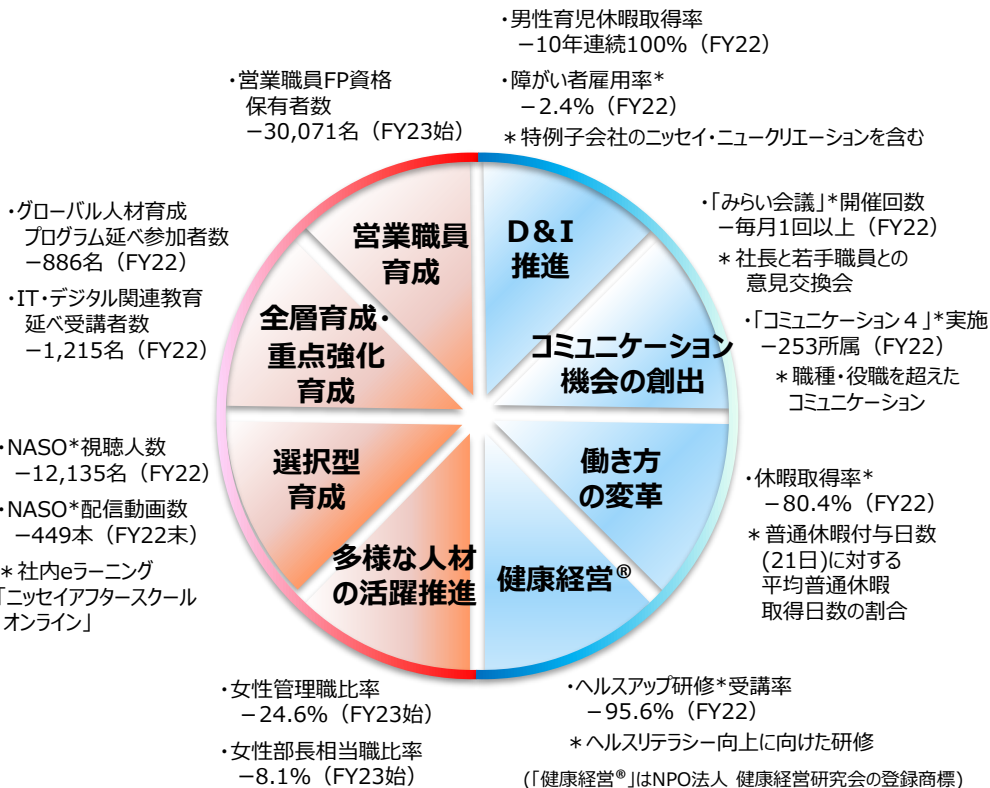 ・男性育児休暇取得率
－10年連続100%（FY22）
・障がい者雇用率*
－2.4%（FY22）
＊特例子会社のニッセイ・ニュークリエーションを含む
・営業職員FP資格
保有者数
－30,071名（FY23始）
・グローバル人材育成
プログラム延べ参加者数
－886名（FY22）
・IT・デジタル関連教育
延べ受講者数
－1,215名（FY22）
・NASO*視聴人数
－12,135名（FY22）
・NASO*配信動画数
－449本（FY22末）
＊社内eラーニング
「ニッセイアフタースクール
オンライン」
営業職員
育成
D&I
推進
全層育成・
重点強化
育成
コミュニケーション
機会の創出
選択型
育成
働き方
の変革
多様な人材
の活躍推進
健康経営®
・「みらい会議」*開催回数
－毎月1回以上（FY22）
＊社長と若手職員との
意見交換会
・「コミュニケーション４」*実施
－253所属（FY22）
＊職種・役職を超えた
コミュニケーション
・休暇取得率*
－80.4%（FY22）
＊普通休暇付与日数
(21日)に対する
平均普通休暇
取得日数の割合
・女性管理職比率
－24.6%（FY23始）
・女性部長相当職比率
－8.1%（FY23始）
・ヘルスアップ研修*受講率
－95.6%（FY22）
＊ヘルスリテラシー向上に向けた研修
(「健康経営®」はNPO法人 健康経営研究会の登録商標)